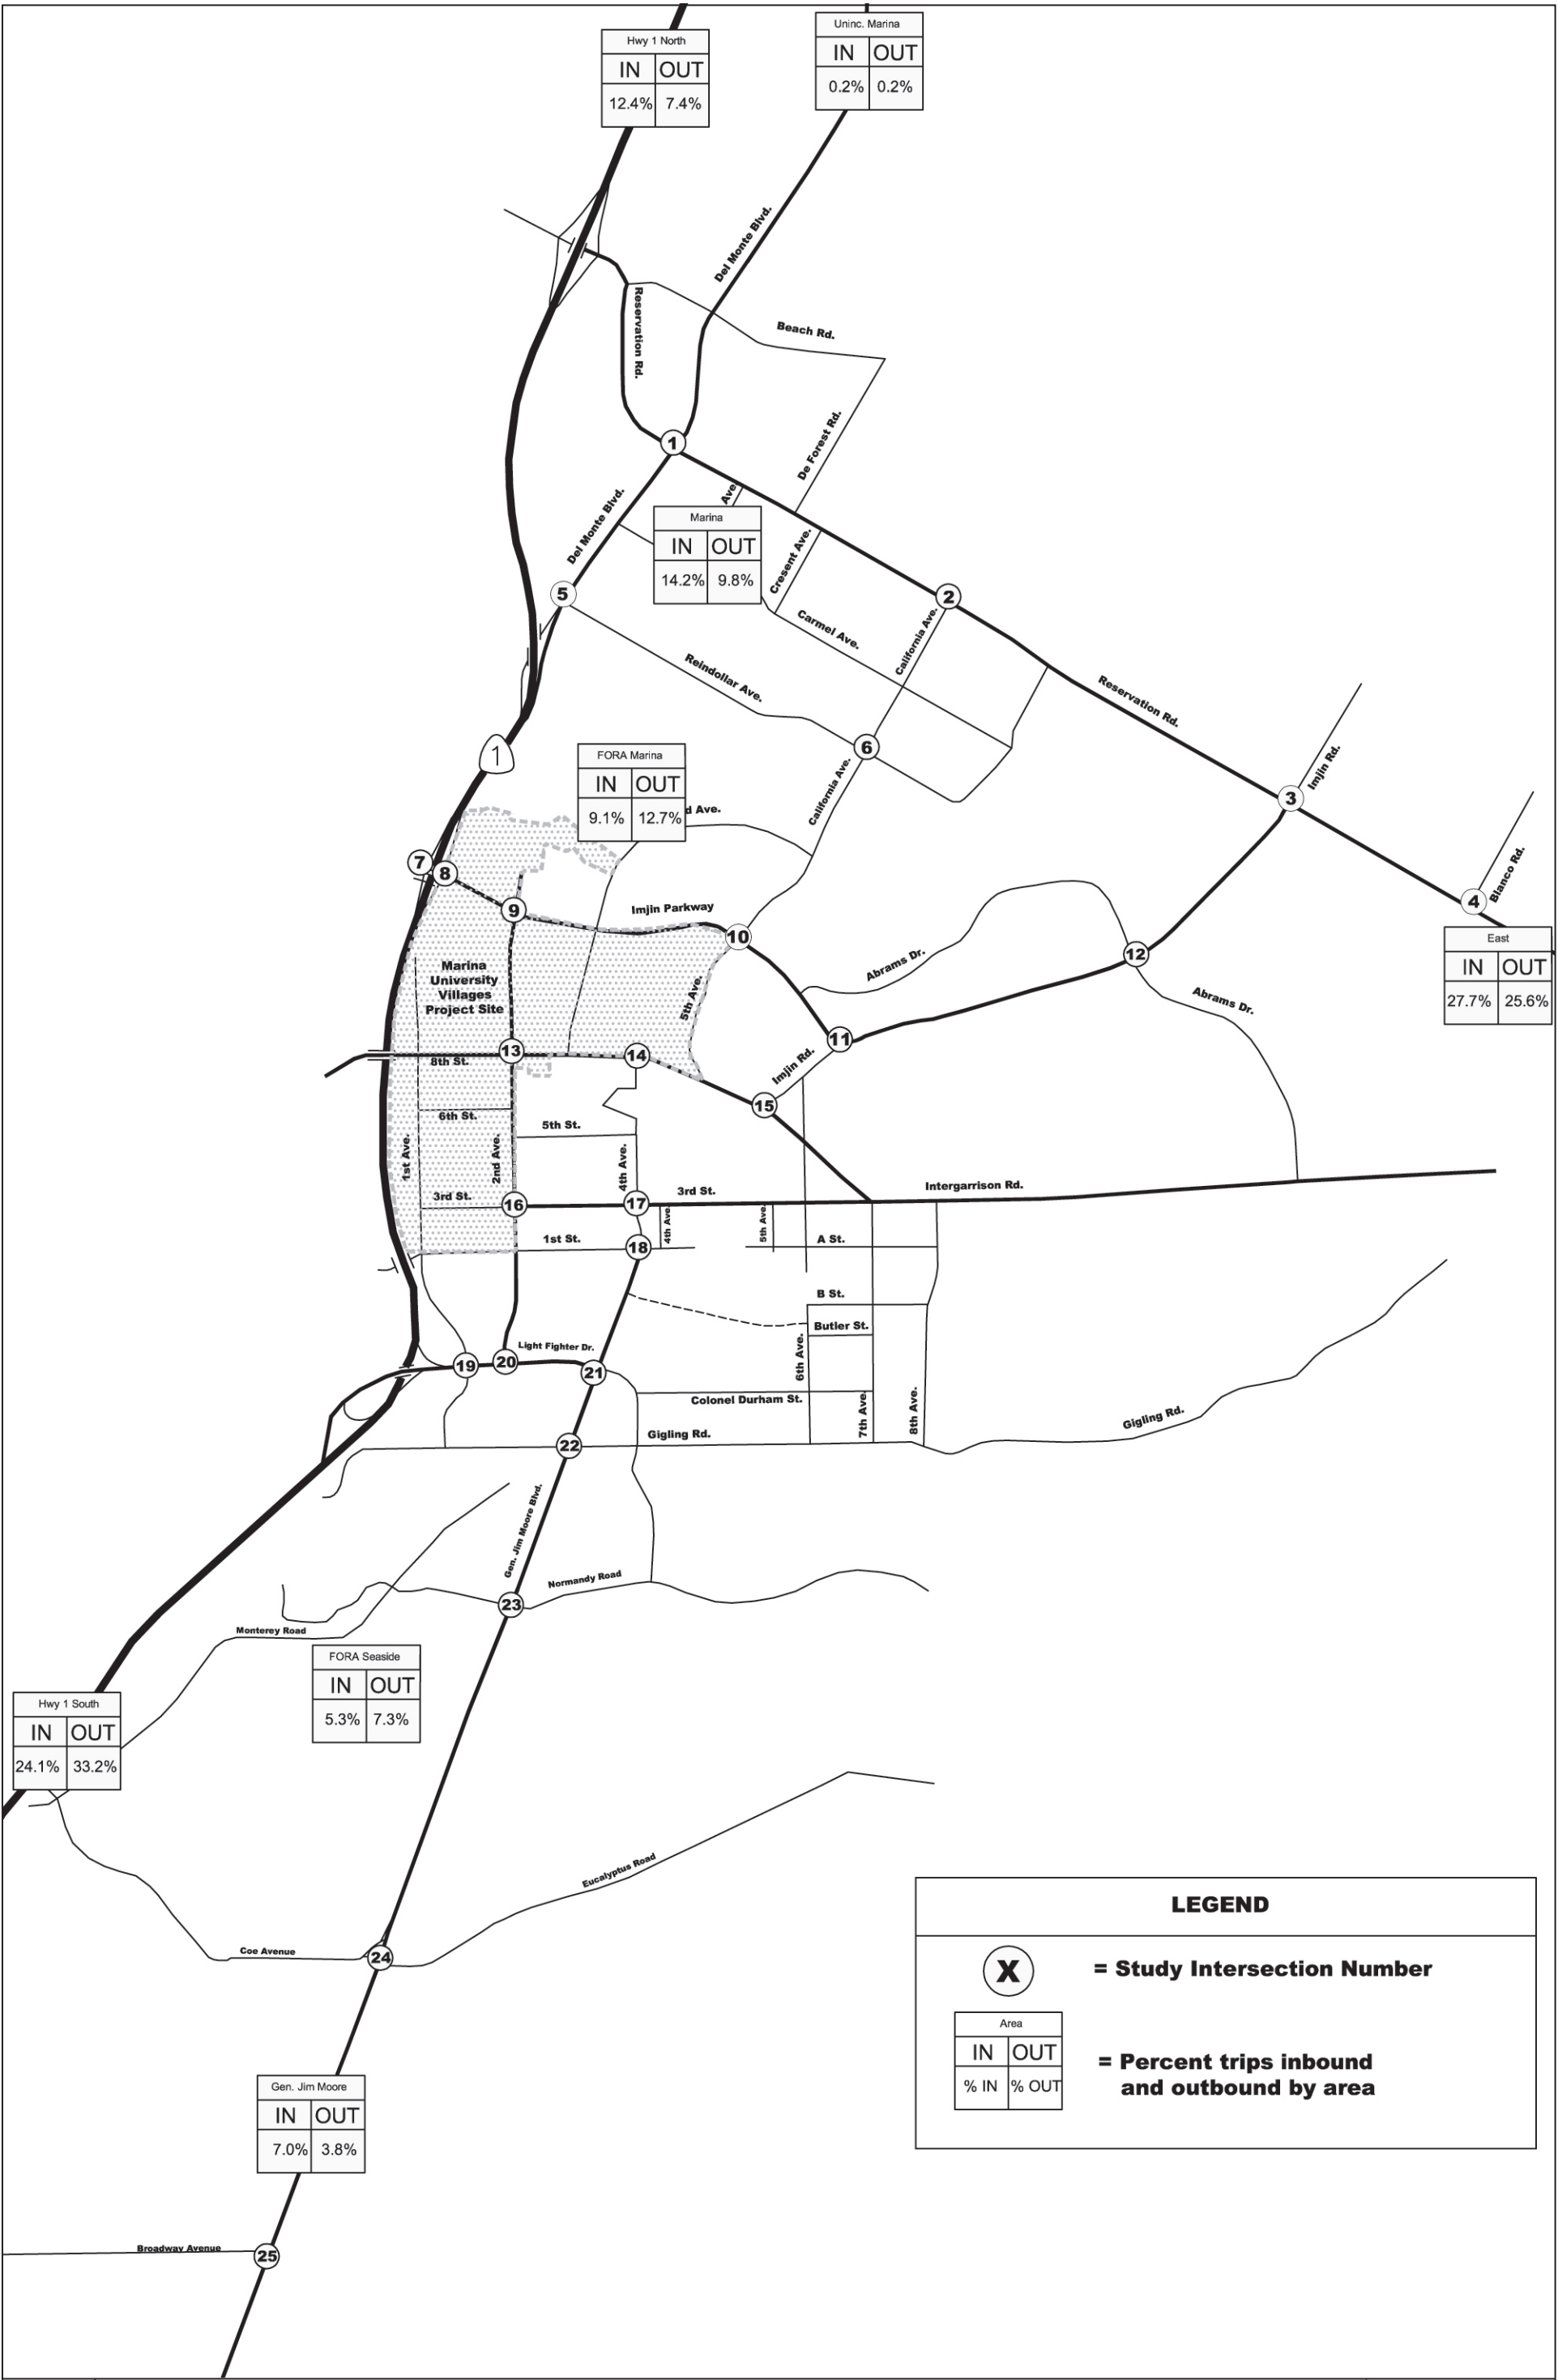 Hwy 1 North
IN OUT
12.4% 7.4%
Uninc. Marina
IN OUT
0.2% 0.2%
Del Monte Blvd.
Reservation Rd.
Beach Rd.
De Forest Rd.
1
Ave
Del Monte Blvd.
Marina
IN OUT
14.2% 9.8%
Cresent Ave.
5
2
Carmel Ave.
California Ave.
Reindollar Ave.
Reservation Rd.
6
1
FORA Marina
IN OUT
9.1% 12.7%
d Ave.
California Ave.
3
Imjin Rd.
7
8
9
Imjin Parkway
10
4
Blanco Rd.
East
IN OUT
27.7% 25.6%
Marina
University
Villages
Project Site
5th Ave.
Abrams Dr.
12
Abrams Dr.
11
13
8th St.
14
Imjin Rd.
15
6th St.
5th St.
1st Ave.
2nd Ave.
4th Ave.
3rd St.
16
17
3rd St.
Intergarrison Rd.
4th Ave.
5th Ave.
1st St.
18
A St.
B St.
Butler St.
6th Ave.
Light Fighter Dr.
19
20
21
Colonel Durham St.
7th Ave.
8th Ave.
Gigling Rd.
22
Gigling Rd.
Gen. Jim Moore Blvd.
Normandy Road
23
Monterey Road
FORA Seaside
IN OUT
5.3% 7.3%
Hwy 1 South
IN OUT
24.1% 33.2%
Eucalyptus Road
Coe Avenue
24
Gen. Jim Moore
IN OUT
7.0% 3.8%
Broadway Avenue
25
LEGEND
X = Study Intersection Number
Area
IN OUT
% IN % OUT
= Percent trips inbound
and outbound by area